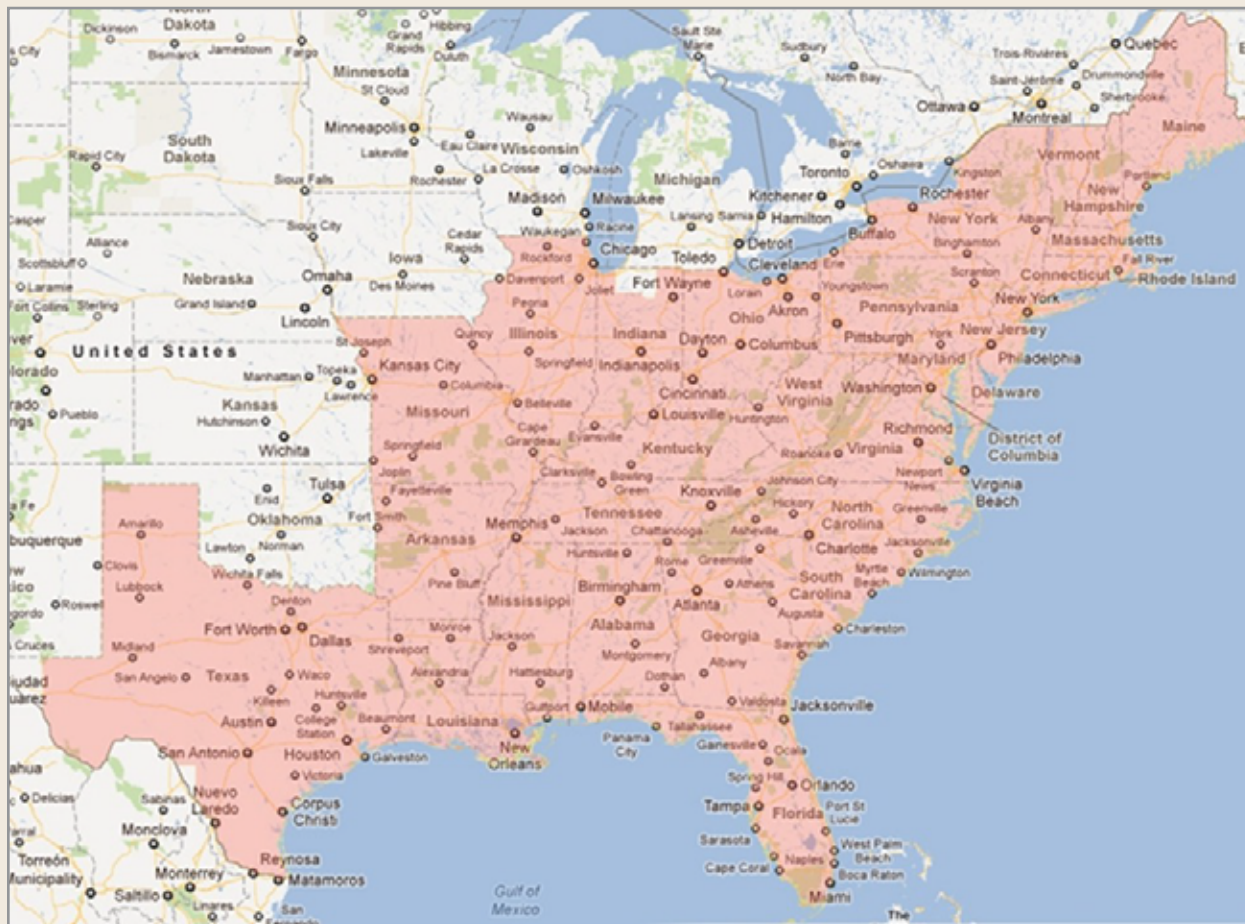 North
Dakota
Dickinson
Bismarck
Jamestown
Fargo
Grand
Rapids
Hibbing
Duluth
Sault Ste
Marie
Sudbury
North Bay
Quebec
Trois-Rivières
Saint-Jérôme
Drummondville
Sherbrooke
Montreal
Ottawa
Maine
Minnesota
St Cloud
Minneapolis
Lakeville
Eau Claire
Wausau
Wisconsin
La Crosse
Oshkosh
Rochester
Michigan
Barrie
Toronto
Oshawa
Kingston
Vermont
Portland
South
Dakota
Rapid City
Sioux Falls
Madison
Milwaukee
Racine
Waukegan
Lansing
Sarnia
Kitchener
Hamilton
Rochester
Buffalo
New York
Albany
New
Hampshire
Massachusetts
Casper
Sioux City
Cedar
Rapids
Rockford
Chicago
Detroit
Toledo
Cleveland
Erie
Binghamton
Scranton
Connecticut
Fall River
Rhode Island
Alliance
Scottsbluff
Laramie
Nebraska
Omaha
Iowa
Des Moines
Davenport
Joliet
Fort Wayne
Lorain
Youngstown
Pennsylvania
New York
Fort Collins
Sterling
Grand Island
Lincoln
Peoria
Illinois
Indiana
Ohio
Akron
Pittsburgh
York
New Jersey
Philadelphia
United States
St Joseph
Quincy
Springfield
Indianapolis
Dayton
Columbus
Maryland
Manhattan
Topeka
Lawrence
Kansas City
Columbia
Cincinnati
West
Virginia
Washington
Delaware
Pueblo
Kansas
Hutchinson
Wichita
Missouri
Belleville
Louisville
Huntington
Richmond
District of
Columbia
Springfield
Joplin
Cape
Girardeau
Evansville
Kentucky
Roanoke
Virginia
Newport
News
Virginia
Beach
Enid
Tulsa
Oklahoma
Fayetteville
Clarksville
Bowling
Green
Knoxville
Johnson City
Hickory
North
Carolina
Greenville
Amarillo
Norman
Lawton
Fort Smith
Arkansas
Memphis
Jackson
Tennessee
Chattanooga
Asheville
Charlotte
Jacksonville
Clovis
Lubbock
Wichita Falls
Pine Bluff
Huntsville
Rome
Greenville
South
Carolina
Myrtle
Beach
Wilmington
Roswell
Denton
Fort Worth
Dallas
Mississippi
Birmingham
Atlanta
Athens
Augusta
Charleston
Midland
San Angelo
Texas
Waco
Shreveport
Monroe
Jackson
Alabama
Montgomery
Georgia
Albany
Savannah
Killeen
Huntsville
Alexandria
Hattiesburg
Dothan
Valdosta
Austin
College
Station
Beaumont
Louisiana
Gulfport
Mobile
Tallahassee
Jacksonville
San Antonio
Houston
Galveston
New
Orleans
Panama
City
Gainesville
Ocala
Victoria
Spring Hill
Orlando
Delicias
Sabinas
Nuevo
Laredo
Corpus
Christi
Tampa
Florida
Port St
Lucie
Monclova
Sarasota
West Palm
Beach
Torreón
Municipality
Saltillo
Monterrey
Reynosa
Matamoros
Cape Coral
Naples
Boca Raton
Miami
Linares
San
Fernando
Gulf of
Mexico
The